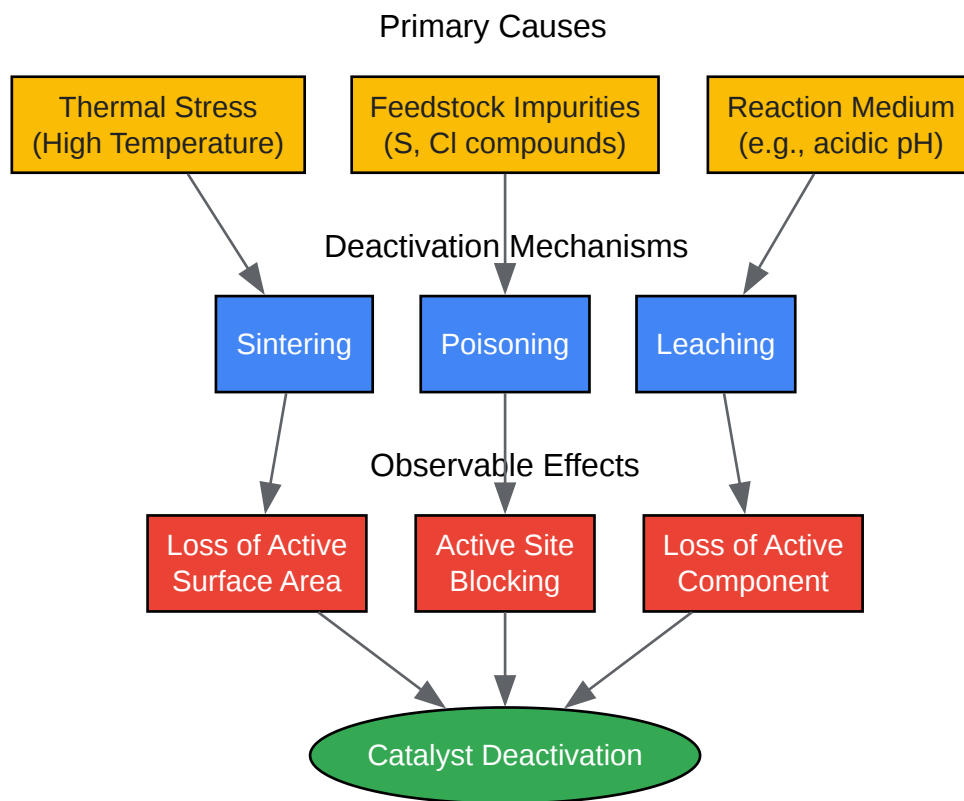 Primary Causes
Thermal Stress
(High Temperature)
Feedstock Impurities
(S, Cl compounds)
Reaction Medium
(e.g., acidic pH)
Deactivation Mechanisms
Sintering
Poisoning
Leaching
Observable Effects
Loss of Active
Surface Area
Active Site
Blocking
Loss of Active
Component
Catalyst Deactivation